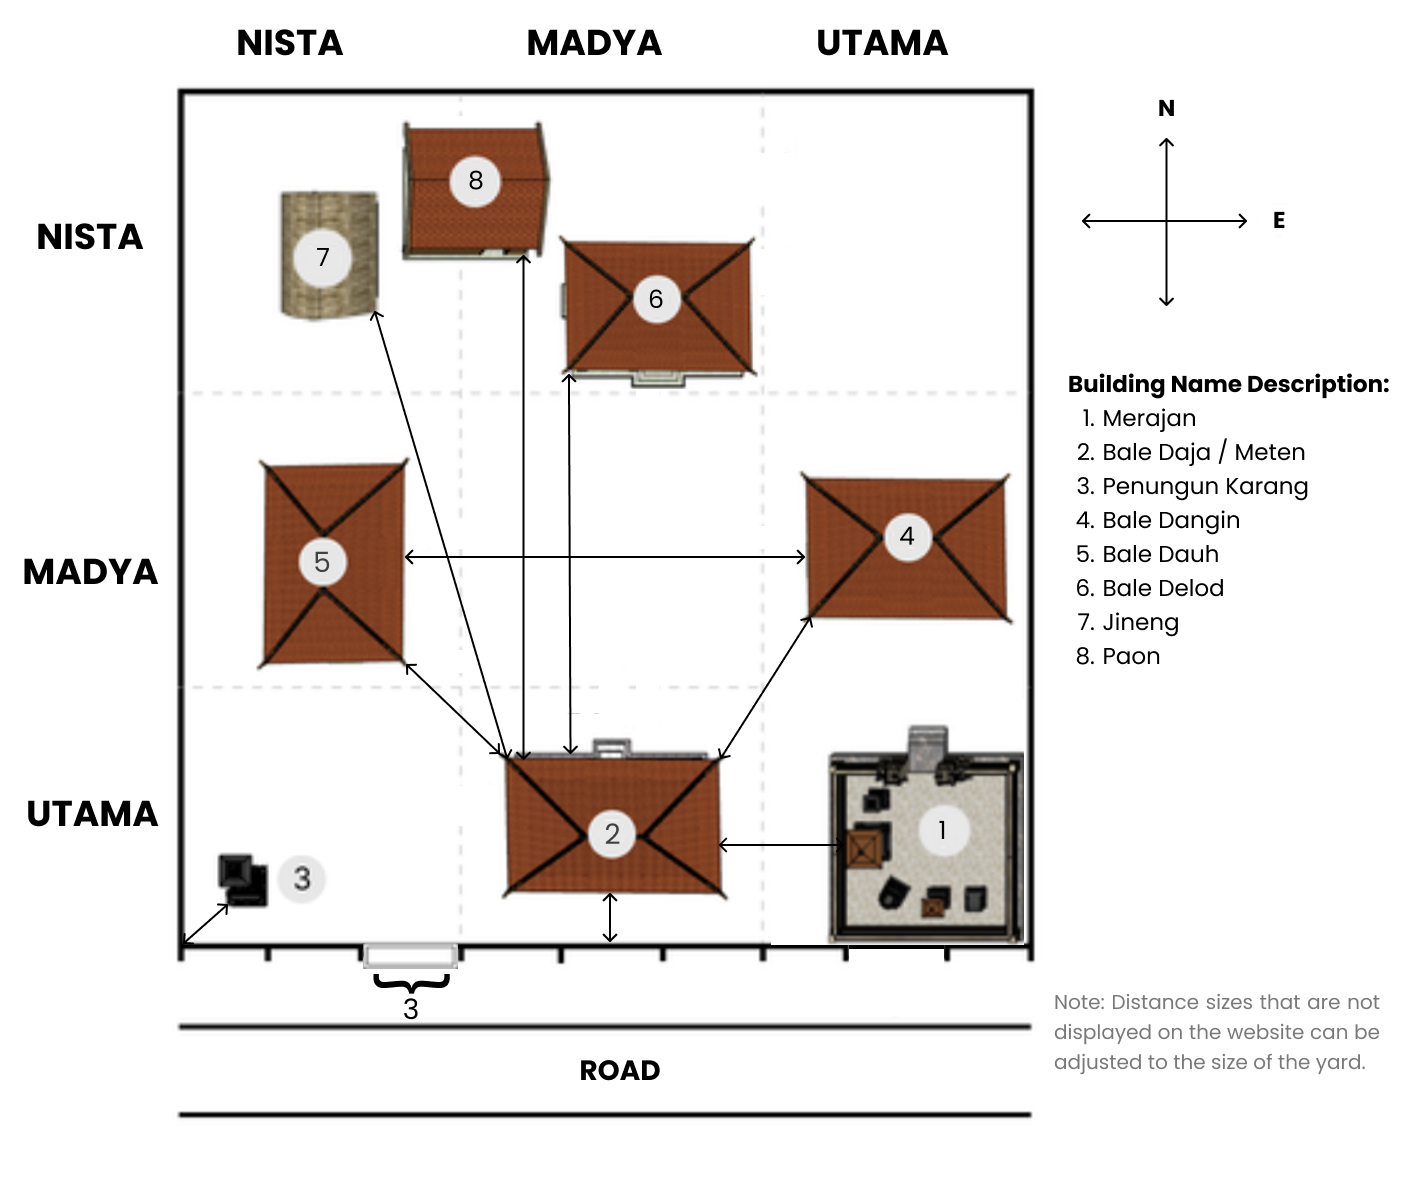 NISTA MADYA UTAMA
N
8
NISTA
E
7
6
Building Name Description:
1. Merajan
2. Bale Daja / Meten
3. Penungun Karang
4. Bale Dangin
5. Bale Dauh
6. Bale Delod
7. Jineng
8. Paon
4
5
MADYA
UTAMA
1
2
3
3
Note: Distance sizes that are not
displayed on the website can be
adjusted to the size of the yard.
ROAD